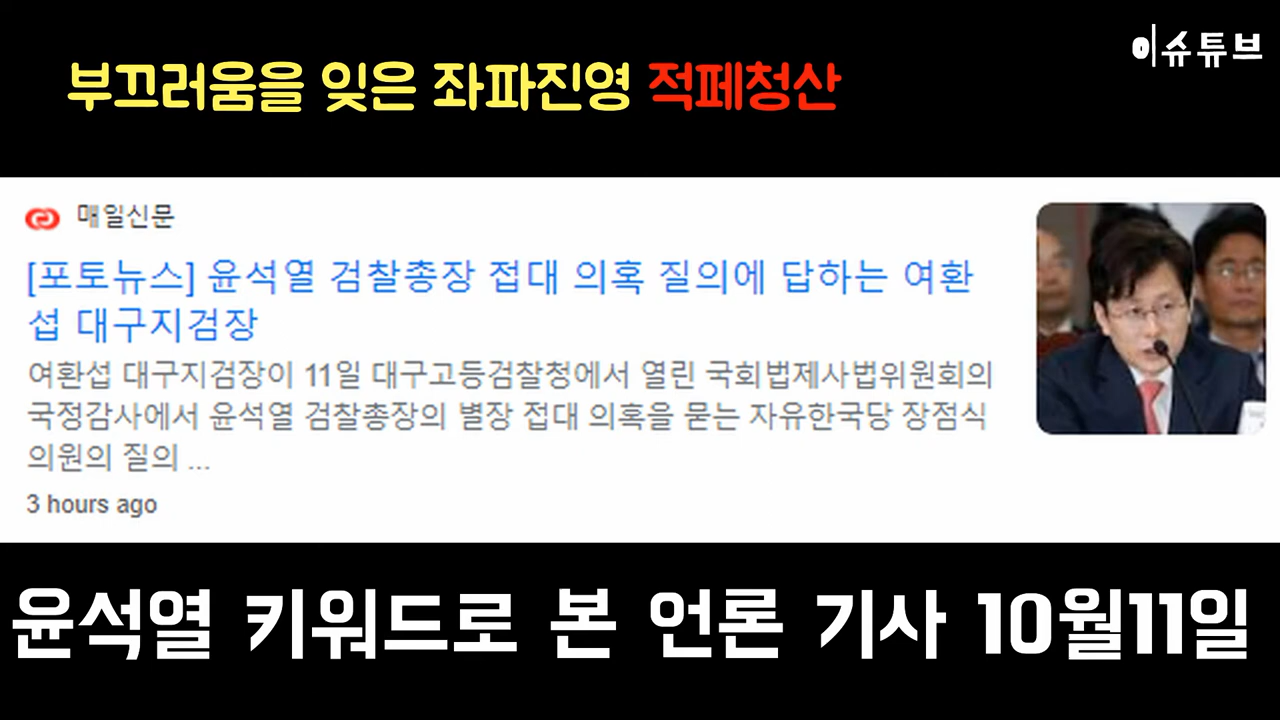 이슈튜브
부끄러움을 잊은 좌파진영 적페청산
매일신문
[포토뉴스] 윤석열 검찰총장 접대 의혹 질의에 답하는 여환
섭 대구지검장
여환섭 대구지검장이 11일 대구고등검찰청에서 열린 국회법제사법위원회의
국정감사에서 윤석열 검찰총장의 별장 접대 의혹을 묻는 자유한국당 장점식
의원의 질의 ...
3 hours ago
윤석열 키워드로 본 언론 기사 10월11일